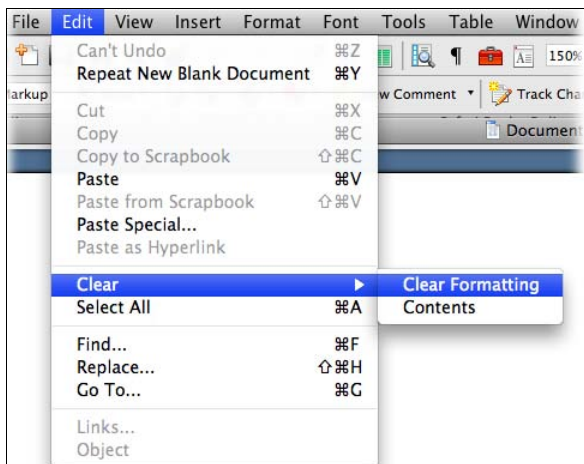 File Edit View Insert Format Font Tools Table Window
Can't Undo ⌘Z
¶ 150%
Repeat New Blank Document ⌘Y
Cut ⌘X
w Comment Track Cha
Copy ⌘C
Document
Copy to Scrapbook ⇧⌘C
Paste ⌘V
Paste from Scrapbook ⇧⌘V
Paste Special...
Paste as Hyperlink
Clear
Clear Formatting
Select All ⌘A
Contents
Find... ⌘F
Replace... ⇧⌘H
Go To... ⌘G
Links...
Object